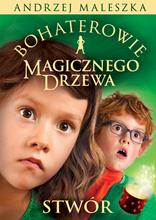 ANDRZEJ MALESZKA
BOHATEROWIE
MAGICZNEGO
DRZEWA
STWÓR